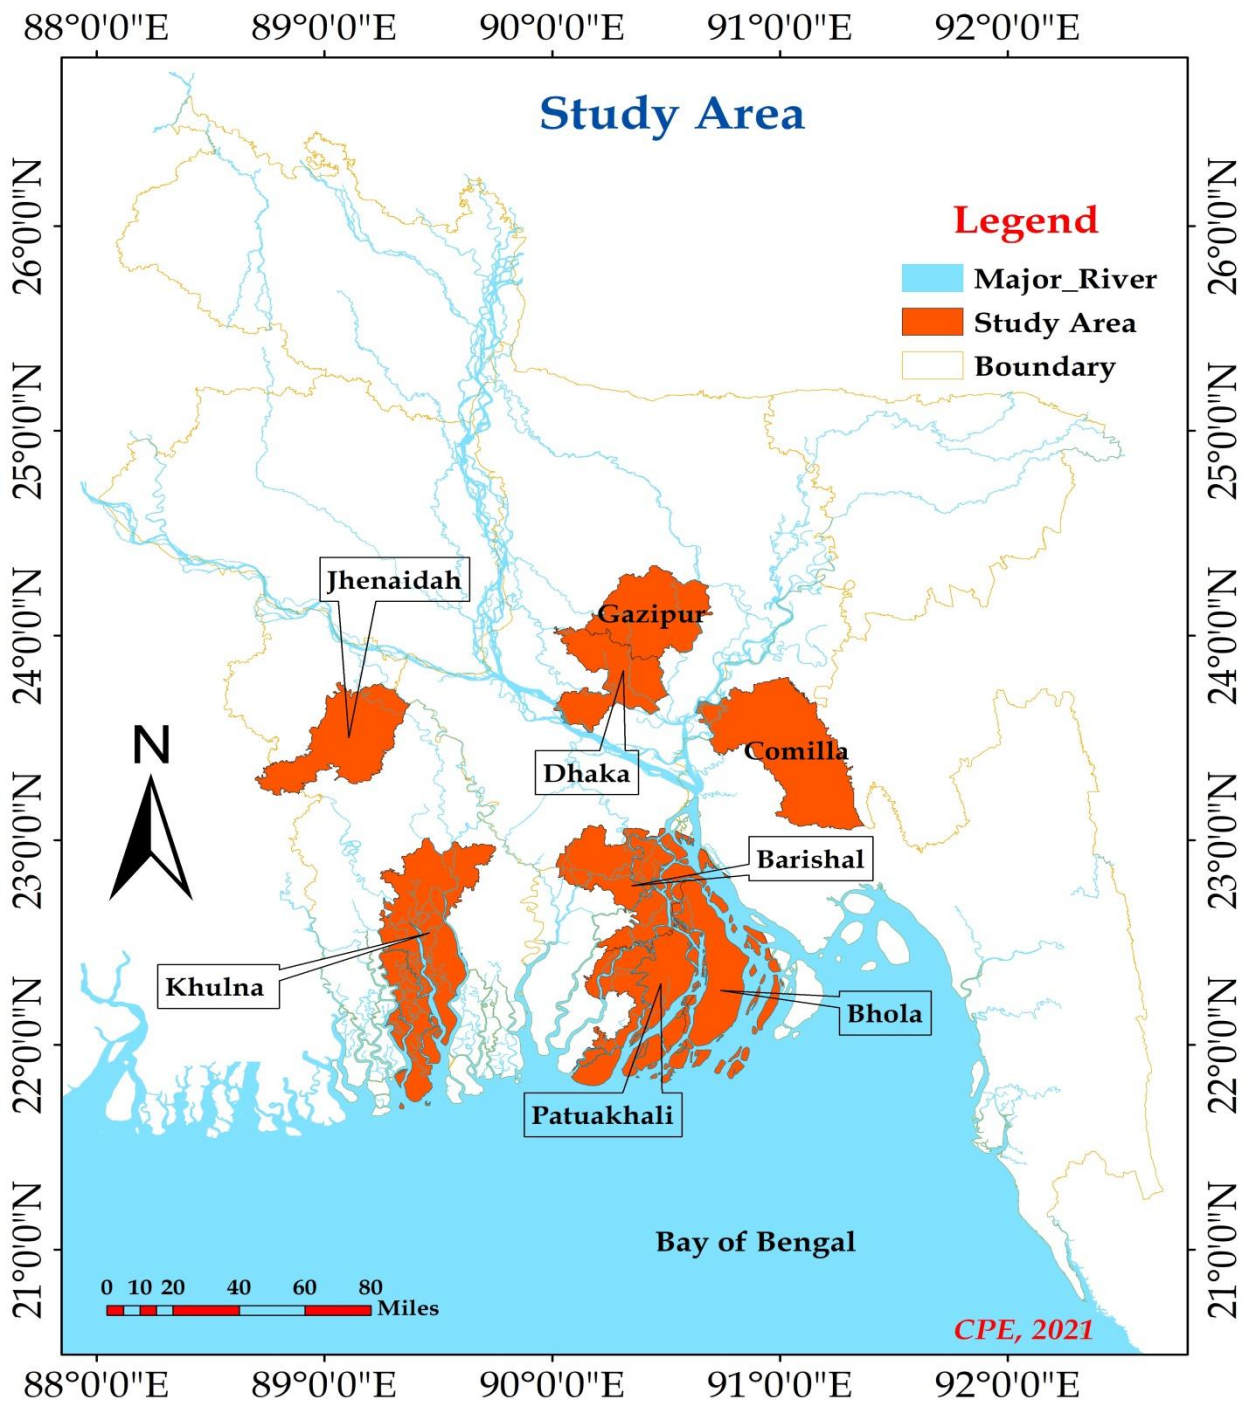 88°0'0"E 89°0'0"E 90°0'0"E 91°0'0"E 92°0'0"E
Study Area
Legend
Major_River
Study Area
Boundary
26°0'0"N
25°0'0"N
24°0'0"N
23°0'0"N
22°0'0"N
21°0'0"N
26°0'0"N
25°0'0"N
24°0'0"N
23°0'0"N
22°0'0"N
21°0'0"N
Jhenaidah
Gazipur
N
Comilla
Dhaka
Barishal
Khulna
Bhola
Patuakhali
Bay of Bengal
0 10 20 40 60 80
Miles
CPE, 2021
88°0'0"E 89°0'0"E 90°0'0"E 91°0'0"E 92°0'0"E